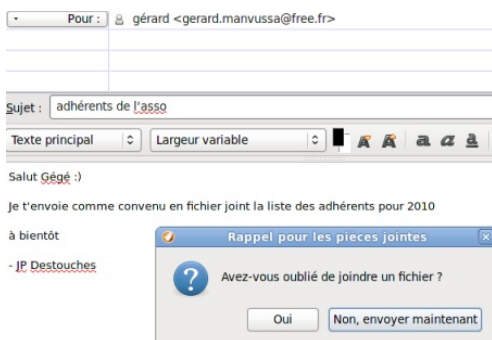 Pour : gérard <gerard.manvussa@free.fr>
Sujet : adhérents de l'asso
Texte principal Largeur variable a a a
Salut Gégé :)
Je t'envoie comme convenu en fichier joint la liste des adhérents pour 2010
à bientôt
- JP Destouches
Rappel pour les pièces jointes
Avez-vous oublié de joindre un fichier ?
Oui Non, envoyer maintenant